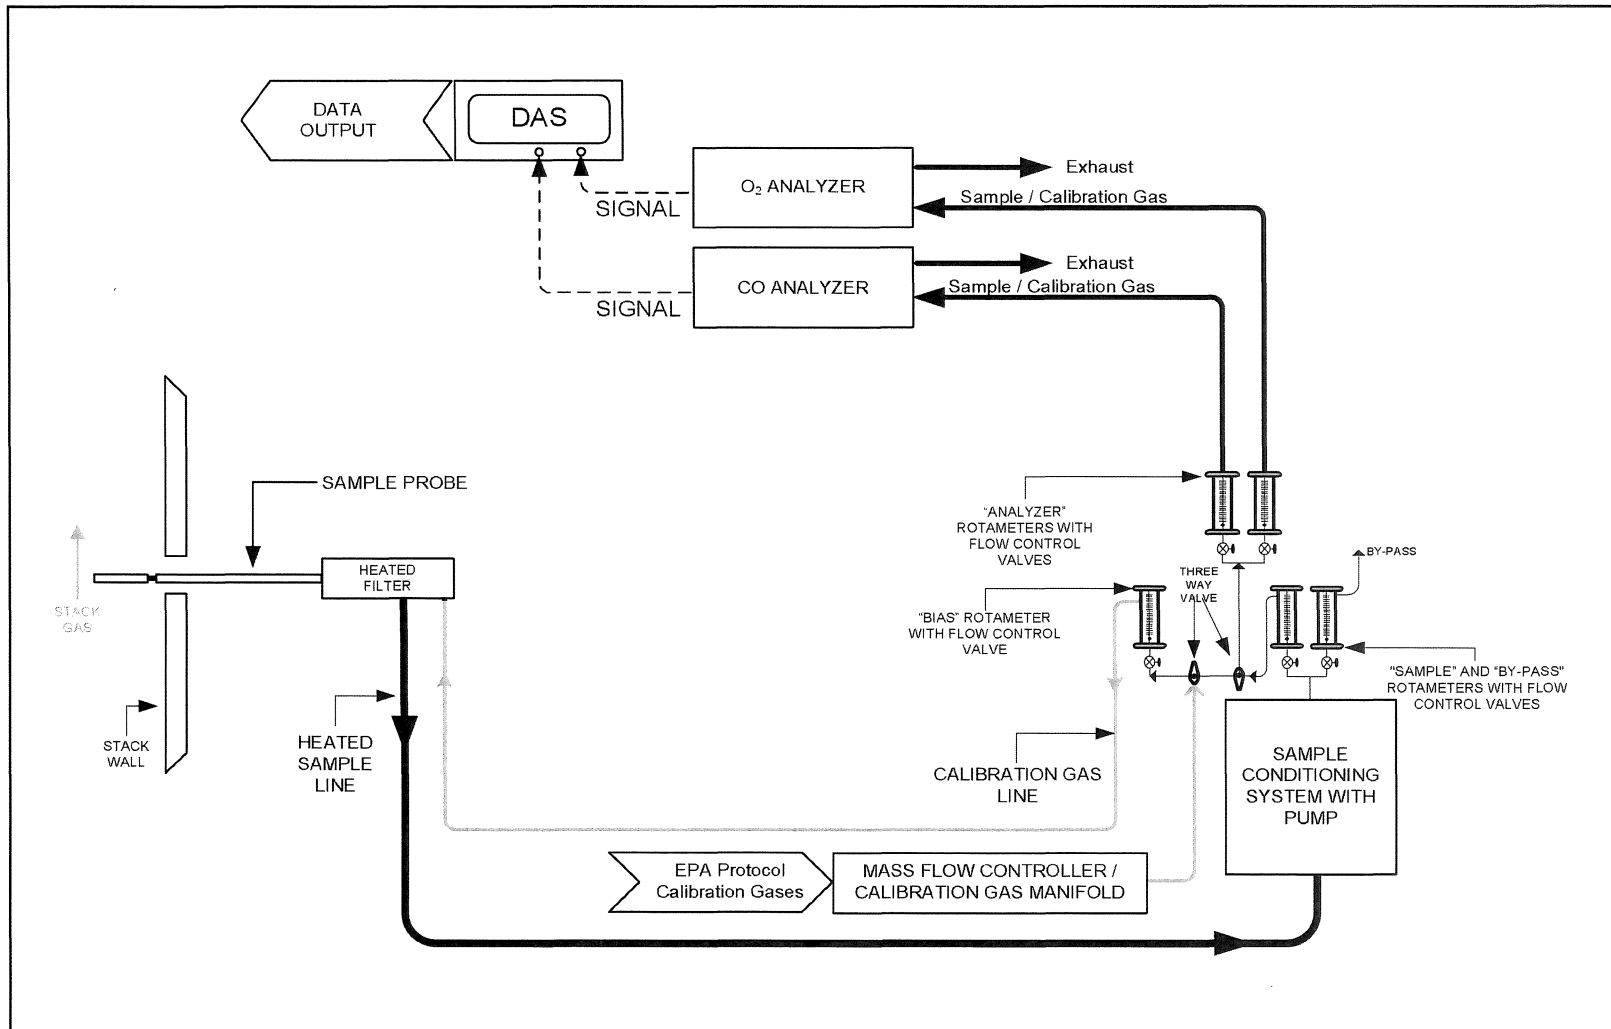 DATA
OUTPUT
DAS
O₂ ANALYZER
Exhaust
Sample / Calibration Gas
SIGNAL
CO ANALYZER
Exhaust
Sample / Calibration Gas
SIGNAL
SAMPLE PROBE
HEATED
FILTER
STACK
GAS
STACK
WALL
HEATED
SAMPLE
LINE
"ANALYZER"
ROTAMETERS WITH
FLOW CONTROL
VALVES
BY-PASS
THREE
WAY
VALVE
"BIAS" ROTAMETER
WITH FLOW CONTROL
VALVE
"SAMPLE" AND "BY-PASS"
ROTAMETERS WITH FLOW
CONTROL VALVES
CALIBRATION GAS
LINE
SAMPLE
CONDITIONING
SYSTEM WITH
PUMP
EPA Protocol
Calibration Gases
MASS FLOW CONTROLLER /
CALIBRATION GAS MANIFOLD